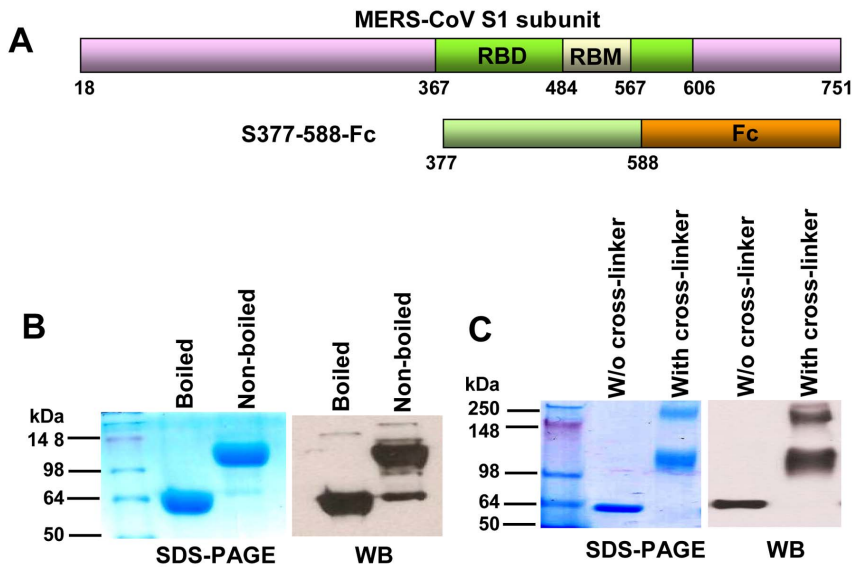 A
MERS-CoV S1 subunit
RBD
RBM
18
367
484
567
606
751
S377-588-Fc
Fc
377
588
B
Boiled
Non-boiled
Boiled
Non-boiled
kDa
14 8
98
64
50
SDS-PAGE
WB
C
W/o cross-linker
With cross-linker
W/o cross-linker
With cross-linker
kDa
250
148
98
64
50
SDS-PAGE
WB